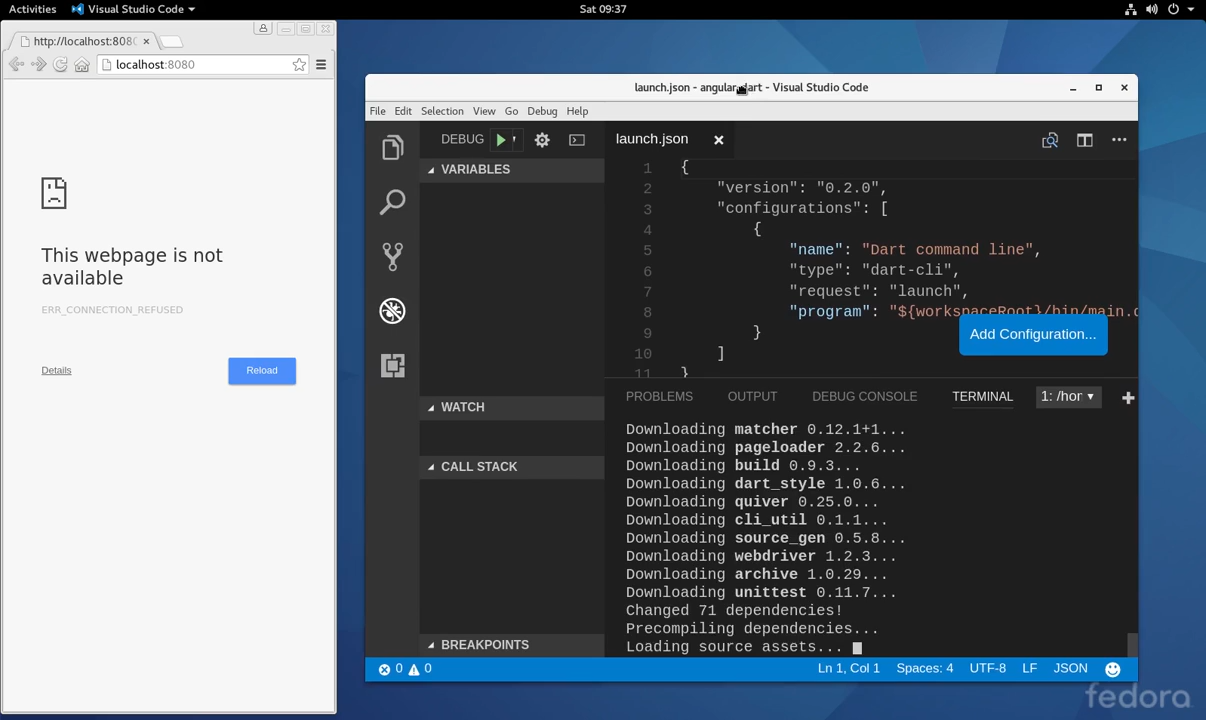 Activities
Visual Studio Code
Sat 09:37
http://localhost:808
localhost:8080
This webpage is not
available
ERR_CONNECTION_REFUSED
Details
Reload
launch.json - angular dart - Visual Studio Code
File Edit Selection View Go Debug Help
DEBUG
VARIABLES
WATCH
CALL STACK
BREAKPOINTS
launch.json
1 {
2 "version": "0.2.0",
3 "configurations": [
4 {
5 "name": "Dart command line",
6 "type": "dart-cli",
7 "request": "launch",
8 "program": "${workspaceRoot}/bin/main.d
9 }
10 ]
11 }
Add Configuration...
PROBLEMS OUTPUT DEBUG CONSOLE TERMINAL 1: /hor
Downloading matcher 0.12.1+1...
Downloading pageloader 2.2.6...
Downloading build 0.9.3...
Downloading dart_style 1.0.6...
Downloading quiver 0.25.0...
Downloading cli_util 0.1.1...
Downloading source_gen 0.5.8...
Downloading webdriver 1.2.3...
Downloading archive 1.0.29...
Downloading unittest 0.11.7...
Changed 71 dependencies!
Precompiling dependencies...
Loading source assets...
0 0
Ln 1, Col 1 Spaces: 4 UTF-8 LF JSON
fedora